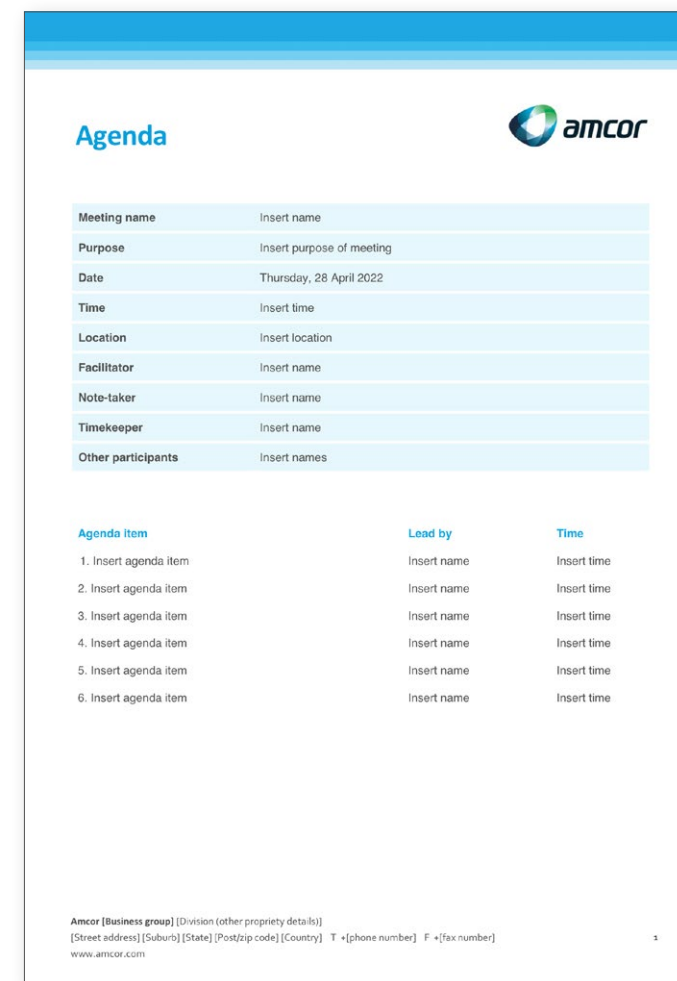 Agenda
amcor
Meeting name Insert name
Purpose Insert purpose of meeting
Date Thursday, 28 April 2022
Time Insert time
Location Insert location
Facilitator Insert name
Note-taker Insert name
Timekeeper Insert name
Other participants Insert names
Agenda item Lead by Time
1. Insert agenda item Insert name Insert time
2. Insert agenda item Insert name Insert time
3. Insert agenda item Insert name Insert time
4. Insert agenda item Insert name Insert time
5. Insert agenda item Insert name Insert time
6. Insert agenda item Insert name Insert time
Amcor [Business group] [Division (other propriety details)]
[Street address] [Suburb] [State] [Post/zip code] [Country] T +[phone number] F +[fax number] 1
www.amcor.com